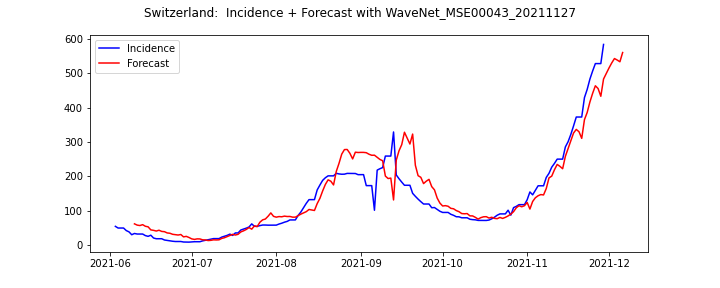 Switzerland:  Incidence + Forecast with WaveNet_MSE00043_20211127
Incidence
Forecast
600
500
400
300
200
100
0
2021-06 2021-07 2021-08 2021-09 2021-10 2021-11 2021-12